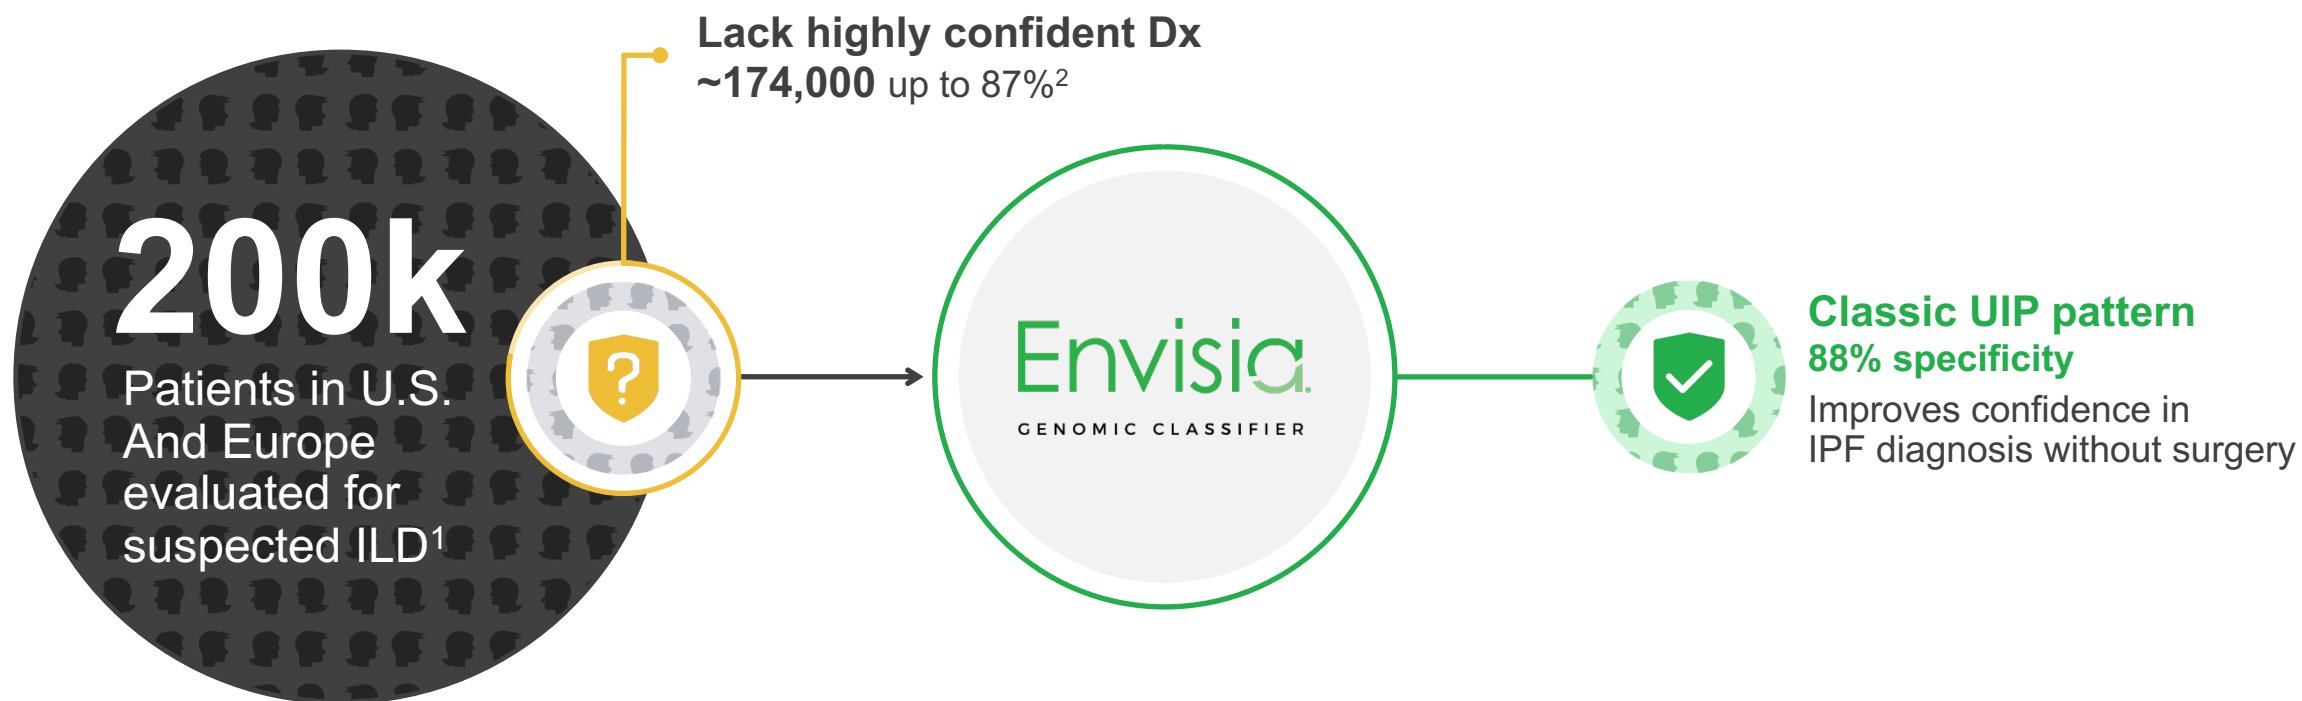 Lack highly confident Dx
~174,000 up to 87%²
200k
Patients in U.S.
And Europe
evaluated for
suspected ILD¹
Envisia®
GENOMIC CLASSIFIER
Classic UIP pattern
88% specificity
Improves confidence in
IPF diagnosis without surgery